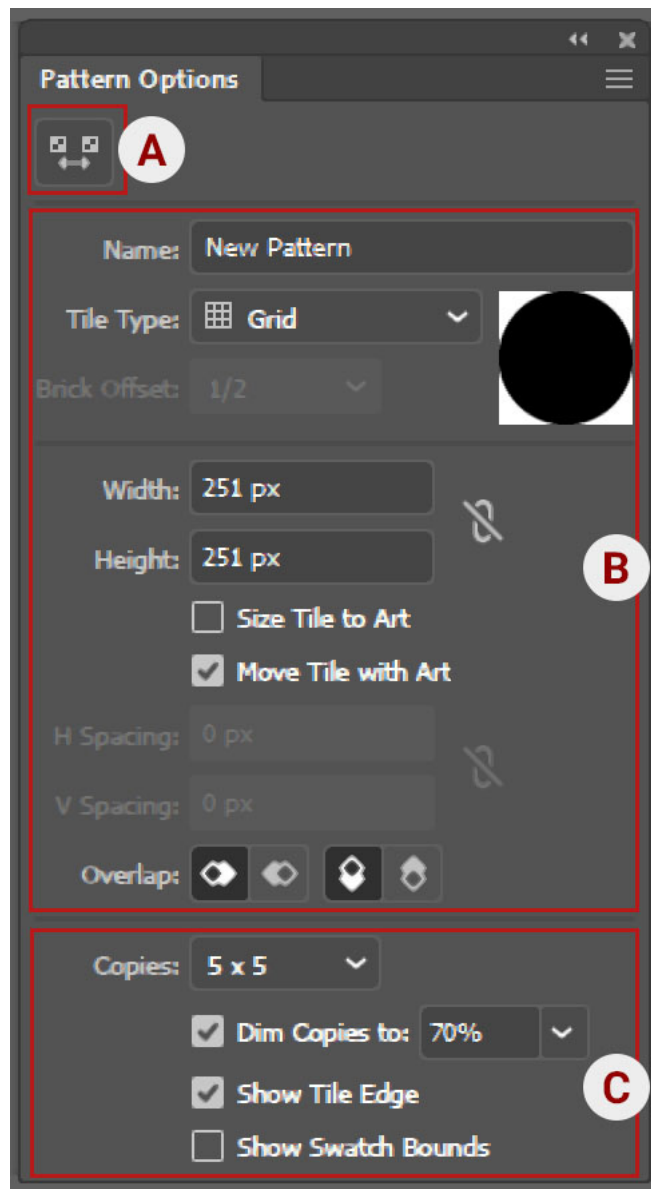 Pattern Options
A
Name: New Pattern
Tile Type: Grid
Brick Offset: 1/2
Width: 251 px
Height: 251 px
B
Size Tile to Art
Move Tile with Art
H Spacing: 0 px
V Spacing: 0 px
Overlap:
Copies: 5 x 5
Dim Copies to: 70%
Show Tile Edge
C
Show Swatch Bounds